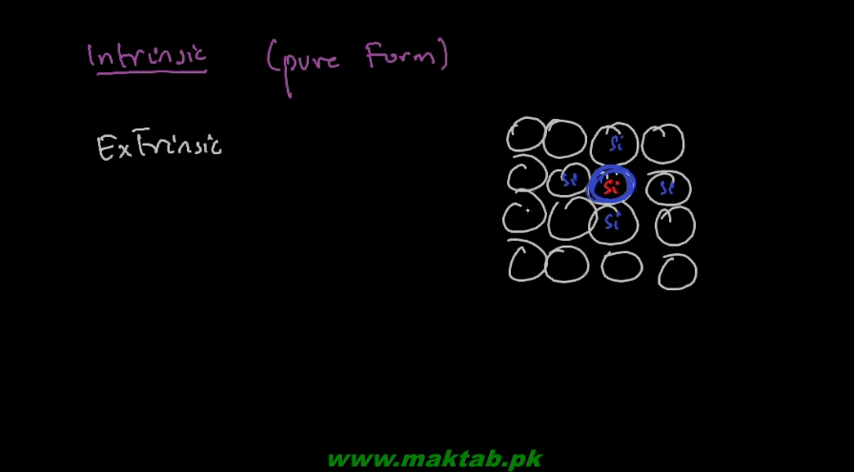 Intrinsic (pure Form)
Extrinsic
Si
Si Si Si
Si
www.maktab.pk